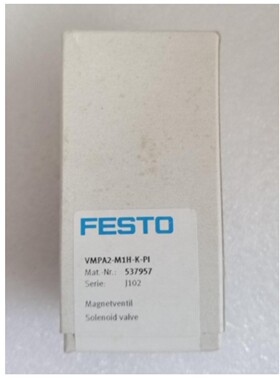 FESTO
VMPA2-M1H-K-PI
Mat.-Nr.: 537957
Serie: J102
Magnetventil
Solenoid valve